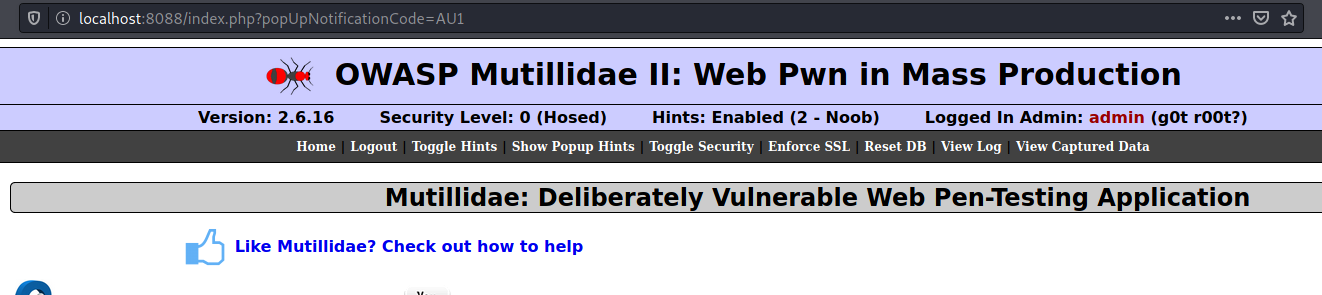 localhost:8088/index.php?popUpNotificationCode=AU1
OWASP Mutillidae II: Web Pwn in Mass Production
Version: 2.6.16 Security Level: 0 (Hosed) Hints: Enabled (2 - Noob) Logged In Admin: admin (g0t r00t?)
Home | Logout | Toggle Hints | Show Popup Hints | Toggle Security | Enforce SSL | Reset DB | View Log | View Captured Data
Mutillidae: Deliberately Vulnerable Web Pen-Testing Application
Like Mutillidae? Check out how to help